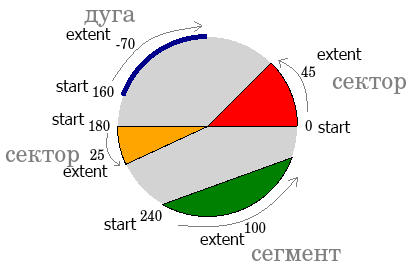 дуга
extent -70
extent
45
сектор
start 160
start 180
0 start
сектор 25
extent
start 240
extent 100
сегмент